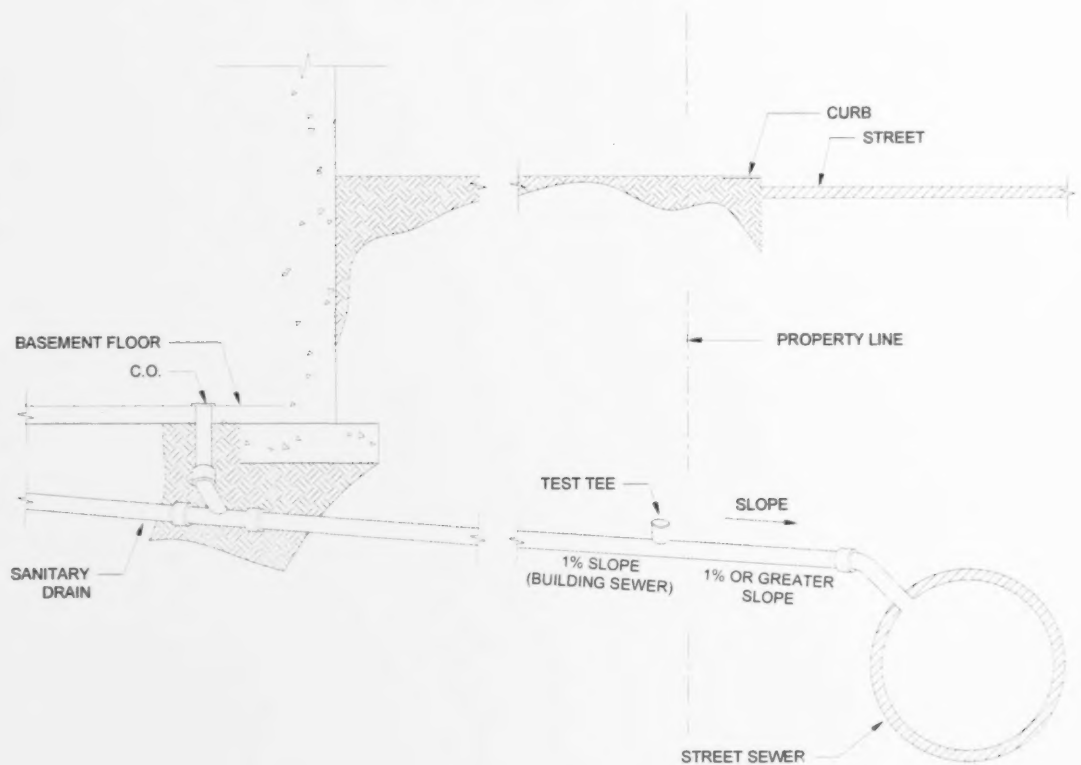 CURB
STREET
BASEMENT FLOOR
PROPERTY LINE
C.O.
TEST TEE
SLOPE
1% SLOPE
(BUILDING SEWER)
1% OR GREATER
SLOPE
SANITARY
DRAIN
STREET SEWER